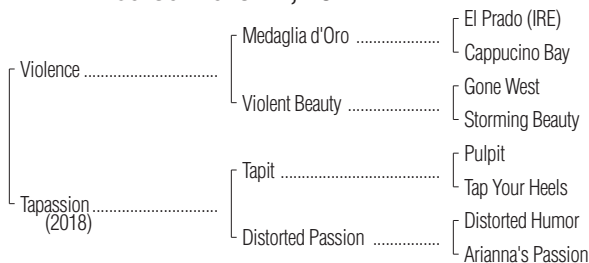 El Prado (IRE)
Medaglia d'Oro ....................
Cappucino Bay
Violence ................................
Gone West
Violent Beauty .....................
Storming Beauty
Pulpit
Tapit ......................................
Tap Your Heels
Tapassion..............................
(2018)
Distorted Humor
Distorted Passion ................
Arianna's Passion